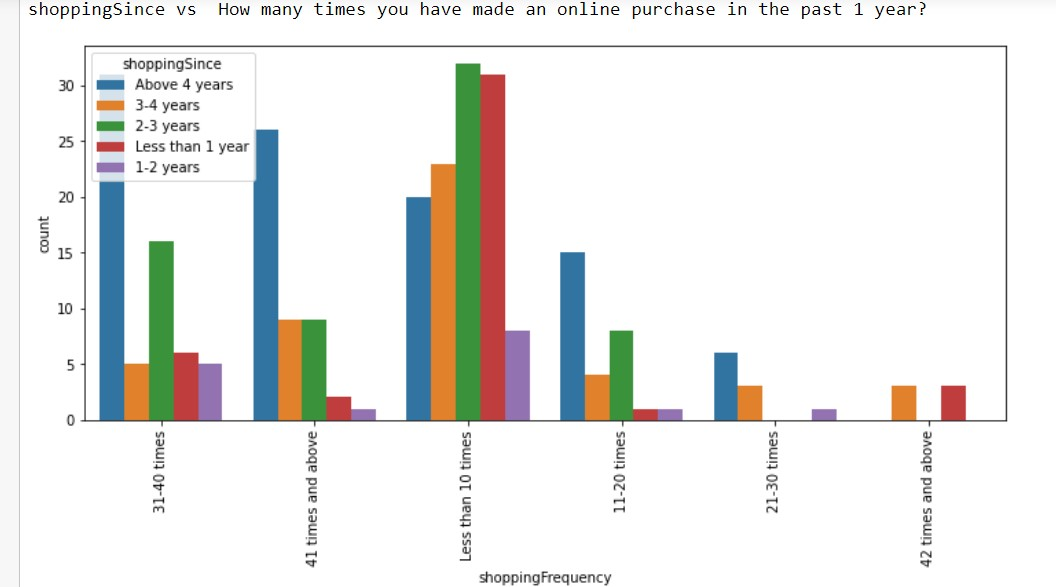 shoppingSince vs  How many times you have made an online purchase in the past 1 year?
shoppingSince
Above 4 years
3-4 years
2-3 years
Less than 1 year
1-2 years
30
25
20
15
10
5
0
count
31-40 times
41 times and above
Less than 10 times
11-20 times
21-30 times
42 times and above
shoppingFrequency